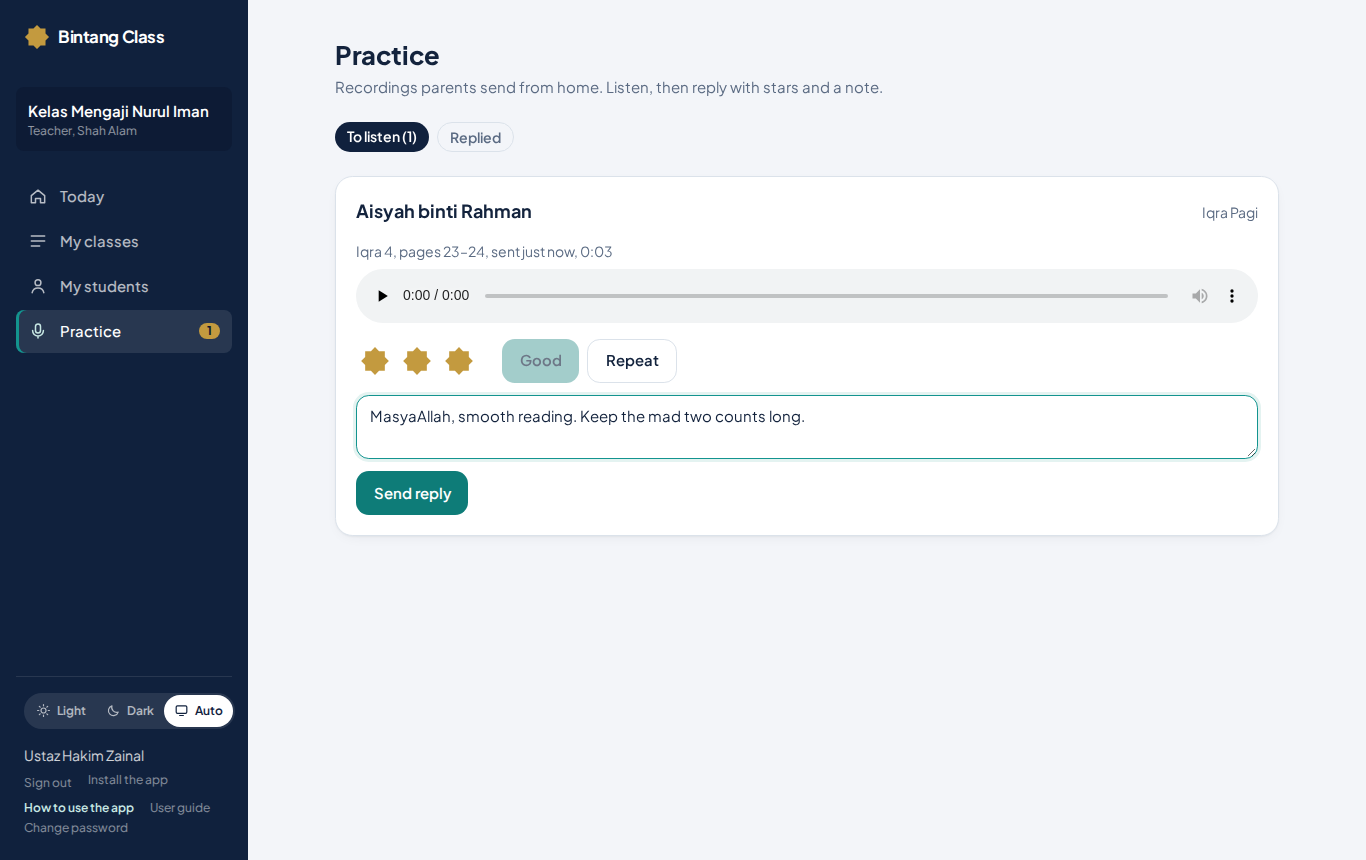 Bintang Class
Kelas Mengaji Nurul Iman
Teacher, Shah Alam
Today
My classes
My students
Practice 1
Light Dark Auto
Ustaz Hakim Zainal
Sign out Install the app
How to use the app User guide
Change password
Practice
Recordings parents send from home. Listen, then reply with stars and a note.
To listen (1) Replied
Aisyah binti Rahman Iqra Pagi
Iqra 4, pages 23–24, sent just now, 0:03
0:00 / 0:00
Good Repeat
MasyaAllah, smooth reading. Keep the mad two counts long.
Send reply